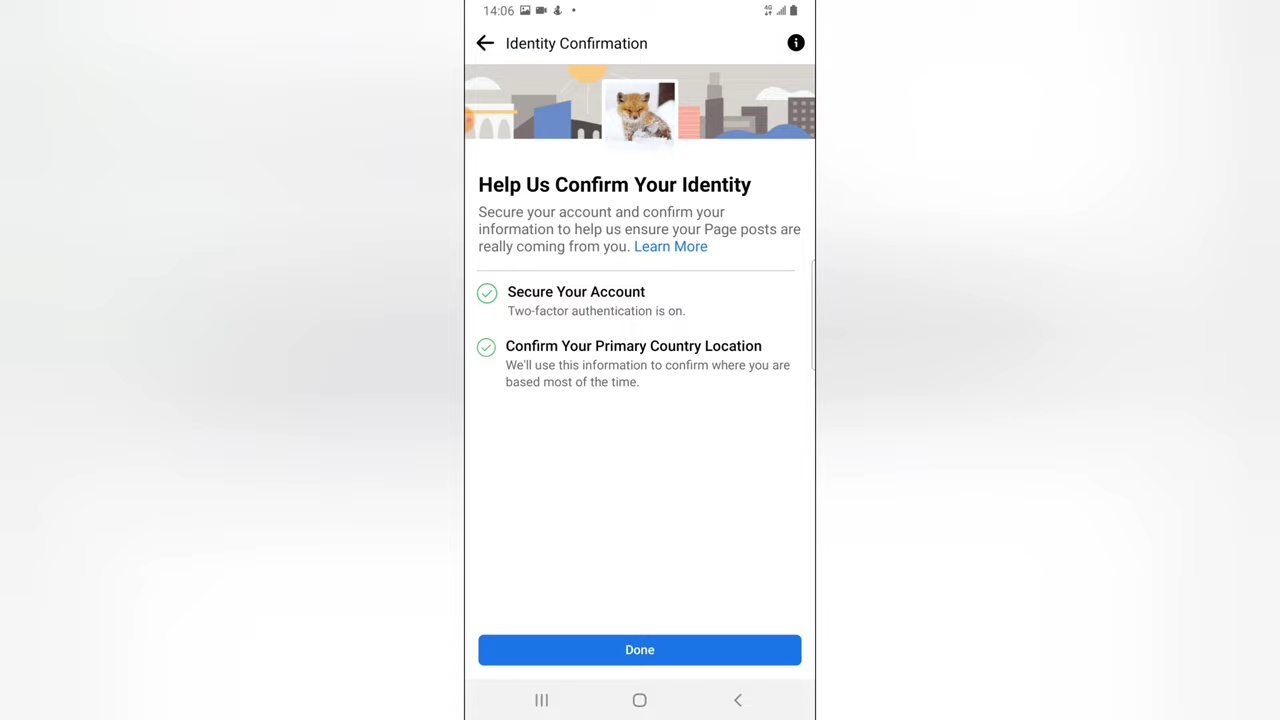 14:06
4G
Identity Confirmation
Help Us Confirm Your Identity
Secure your account and confirm your
information to help us ensure your Page posts are
really coming from you. Learn More
Secure Your Account
Two-factor authentication is on.
Confirm Your Primary Country Location
We'll use this information to confirm where you are
based most of the time.
Done